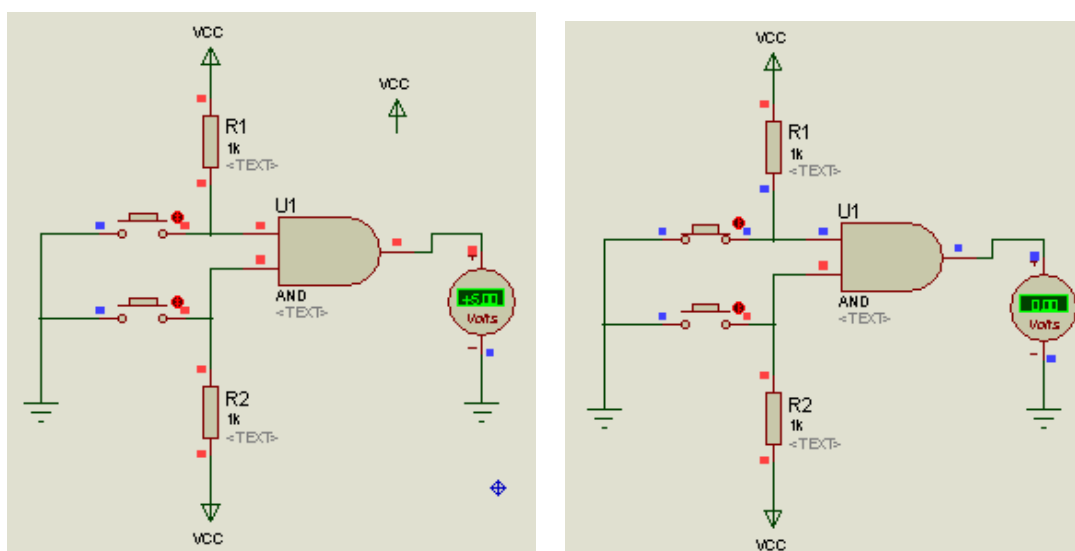 VCC
VCC
R1
1k
<TEXT>
U1
AND
<TEXT>
+5.00
Volts
R2
1k
<TEXT>
VCC
VCC
R1
1k
<TEXT>
U1
AND
<TEXT>
0.00
Volts
R2
1k
<TEXT>
VCC